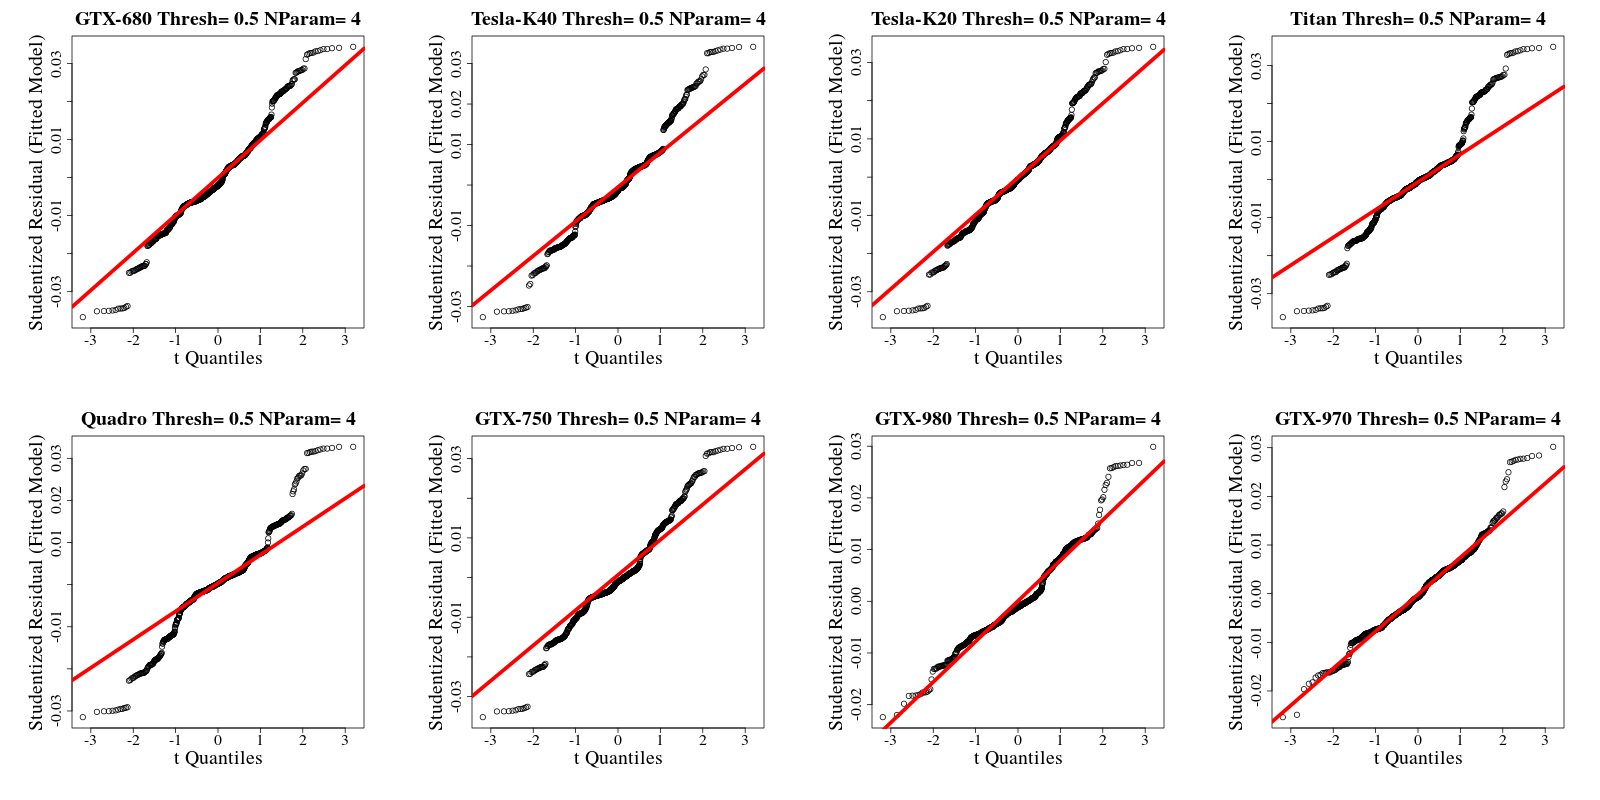 GTX-680 Thresh= 0.5 NParam= 4
Studentized Residual (Fitted Model)
0.03
0.01
-0.01
-0.03
-3 -2 -1 0 1 2 3
t Quantiles
Tesla-K40 Thresh= 0.5 NParam= 4
Studentized Residual (Fitted Model)
0.03
0.02
0.01
-0.01
-0.03
-3 -2 -1 0 1 2 3
t Quantiles
Tesla-K20 Thresh= 0.5 NParam= 4
Studentized Residual (Fitted Model)
0.03
0.01
-0.01
-0.03
-3 -2 -1 0 1 2 3
t Quantiles
Titan Thresh= 0.5 NParam= 4
Studentized Residual (Fitted Model)
0.03
0.01
-0.01
-0.03
-3 -2 -1 0 1 2 3
t Quantiles
Quadro Thresh= 0.5 NParam= 4
Studentized Residual (Fitted Model)
0.03
0.02
0.01
-0.01
-0.03
-3 -2 -1 0 1 2 3
t Quantiles
GTX-750 Thresh= 0.5 NParam= 4
Studentized Residual (Fitted Model)
0.03
0.01
-0.01
-0.03
-3 -2 -1 0 1 2 3
t Quantiles
GTX-980 Thresh= 0.5 NParam= 4
Studentized Residual (Fitted Model)
0.03
0.02
0.01
0.00
-0.01
-0.02
-3 -2 -1 0 1 2 3
t Quantiles
GTX-970 Thresh= 0.5 NParam= 4
Studentized Residual (Fitted Model)
0.03
0.02
0.01
0.00
-0.01
-0.02
-3 -2 -1 0 1 2 3
t Quantiles